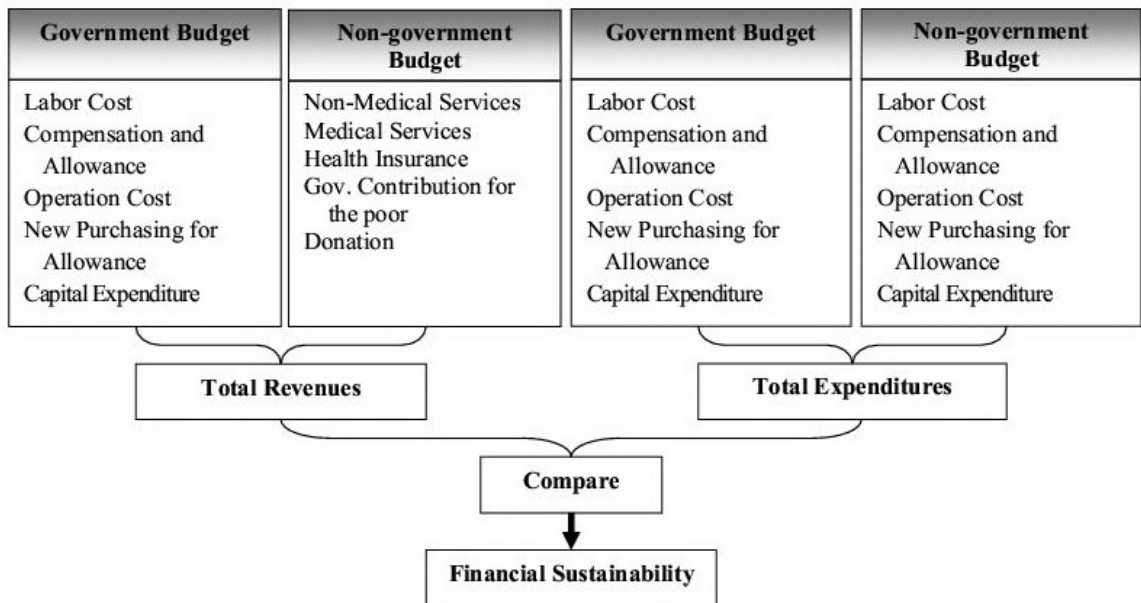 Government Budget
Labor Cost
Compensation and
Allowance
Operation Cost
New Purchasing for
Allowance
Capital Expenditure
Non-government
Budget
Non-Medical Services
Medical Services
Health Insurance
Gov. Contribution for
the poor
Donation
Government Budget
Labor Cost
Compensation and
Allowance
Operation Cost
New Purchasing for
Allowance
Capital Expenditure
Non-government
Budget
Labor Cost
Compensation and
Allowance
Operation Cost
New Purchasing for
Allowance
Capital Expenditure
Total Revenues
Total Expenditures
Compare
Financial Sustainability